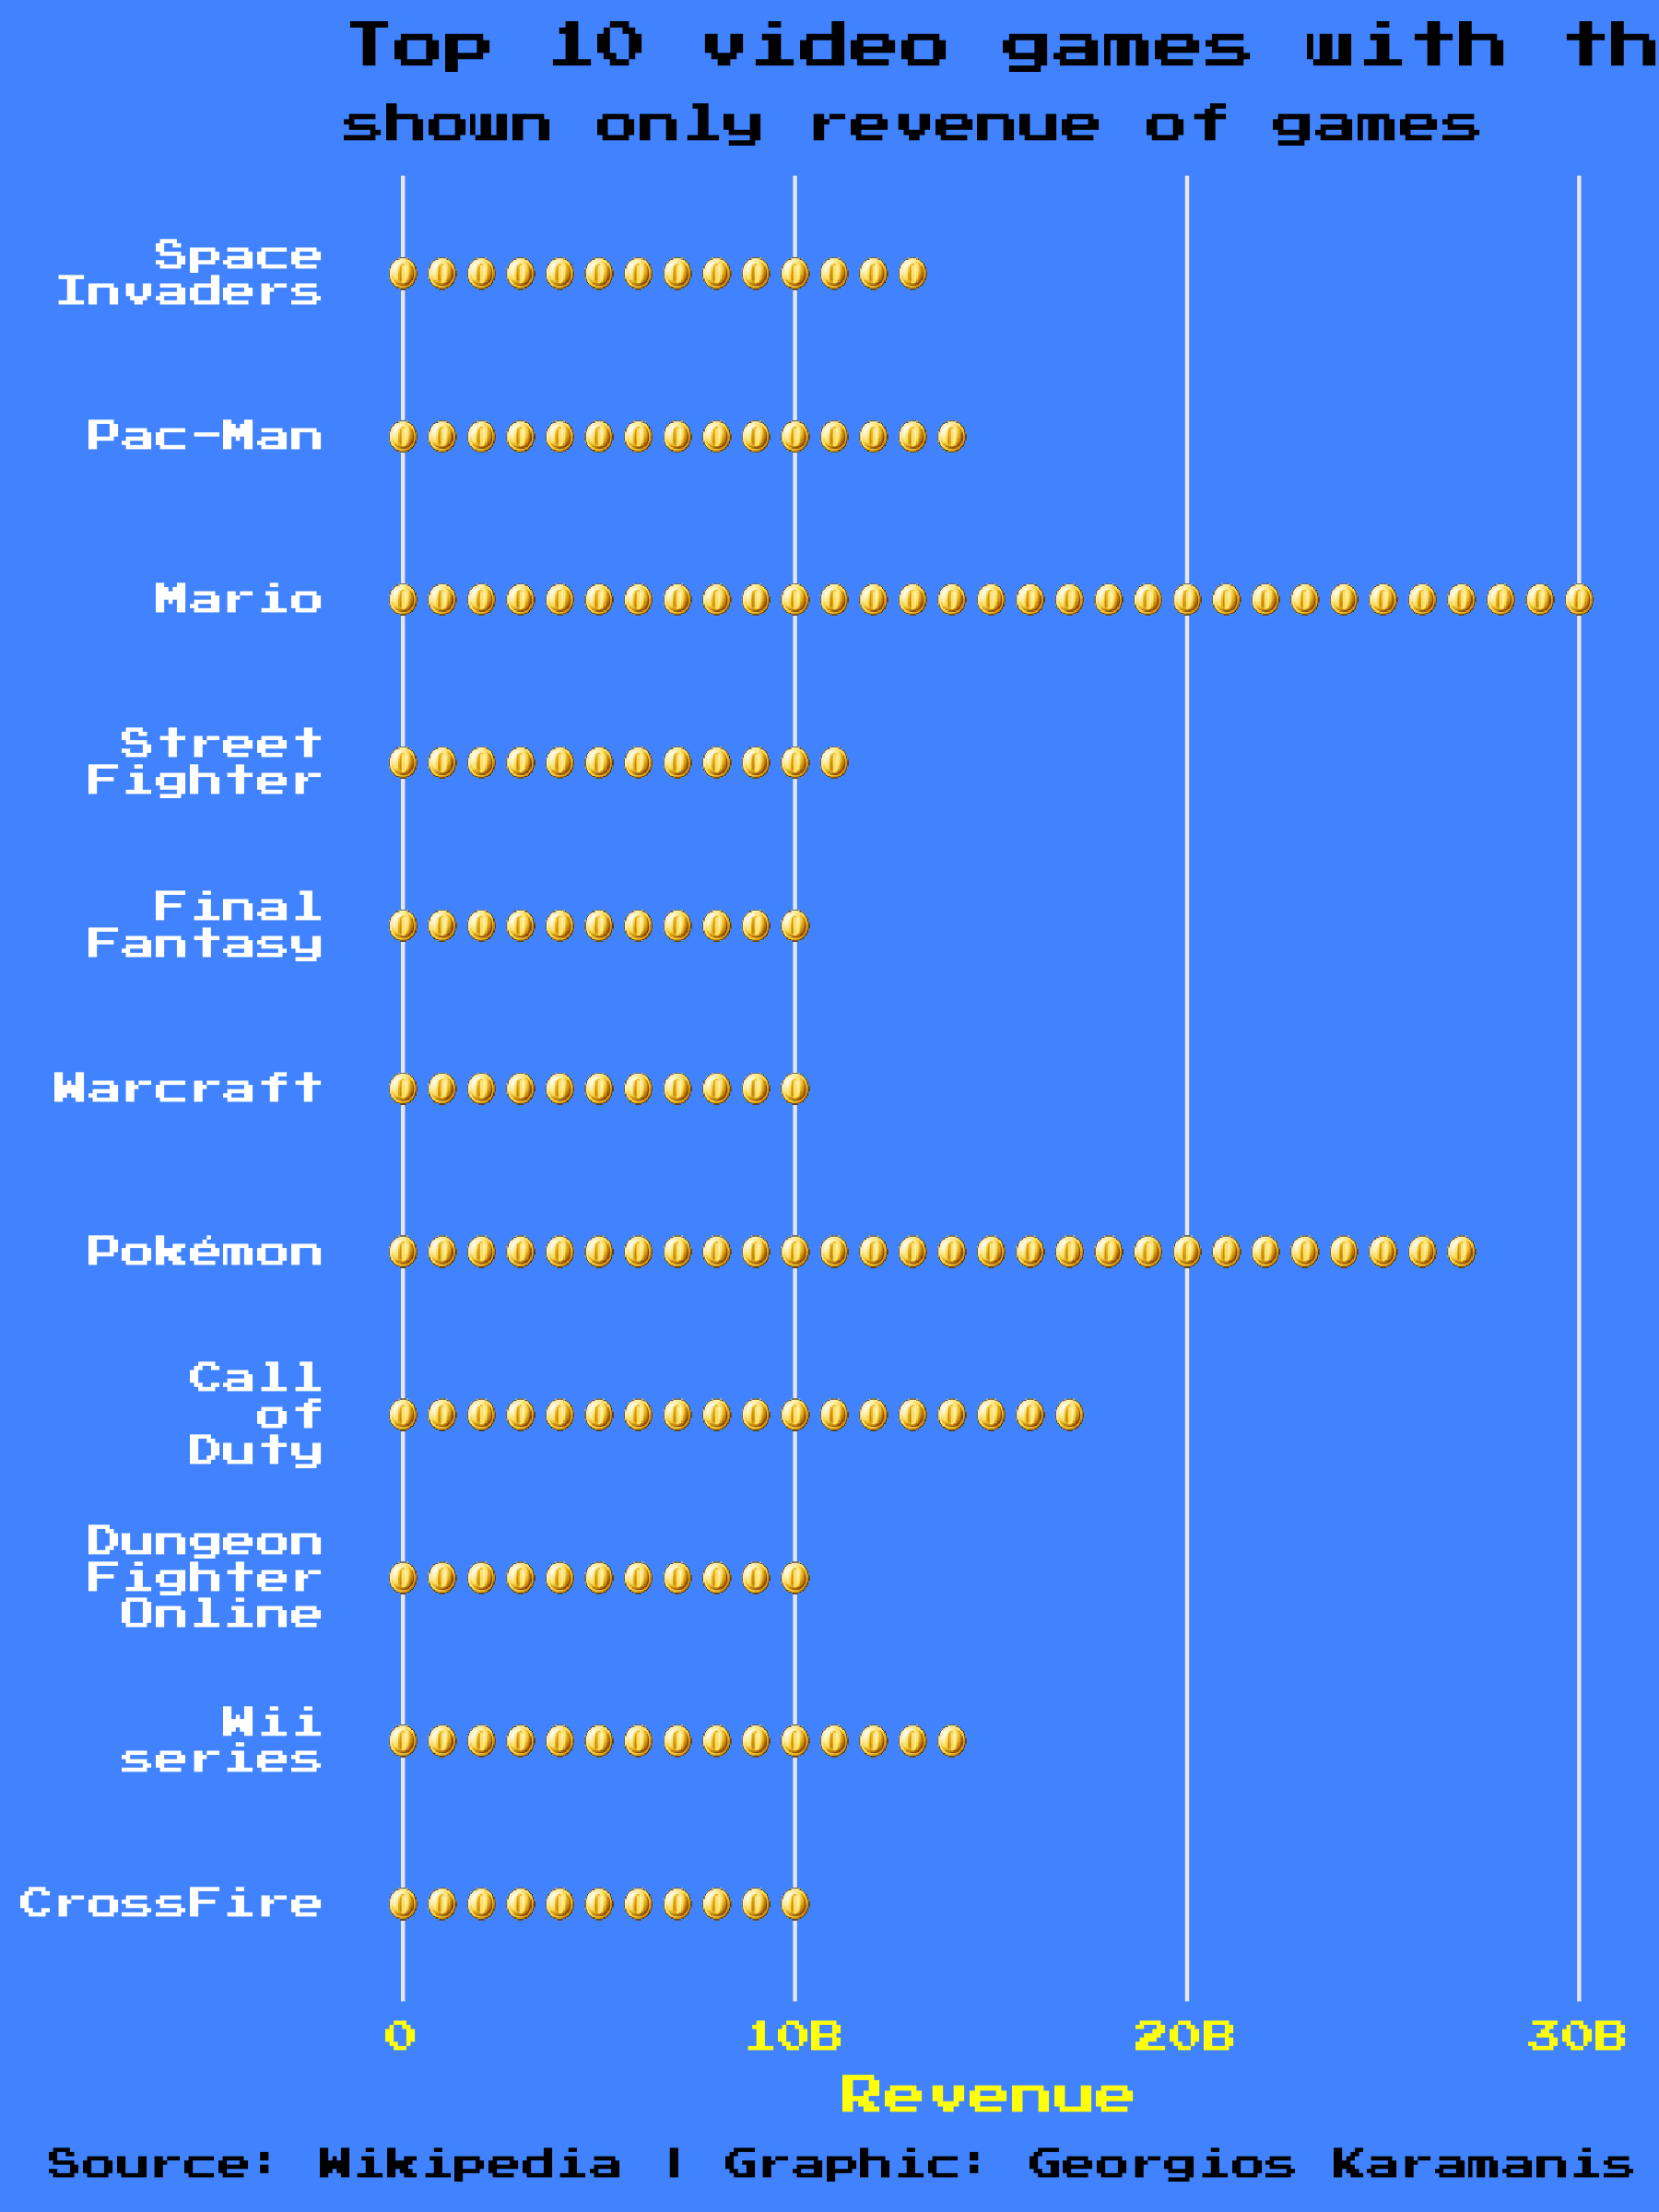 Top 10 video games with th
shown only revenue of games
Space
Invaders
Pac-Man
Mario
Street
Fighter
Final
Fantasy
Warcraft
Pokémon
Call
of
Duty
Dungeon
Fighter
Online
Wii
series
CrossFire
0 10B 20B 30B
Revenue
Source: Wikipedia | Graphic: Georgios Karamanis